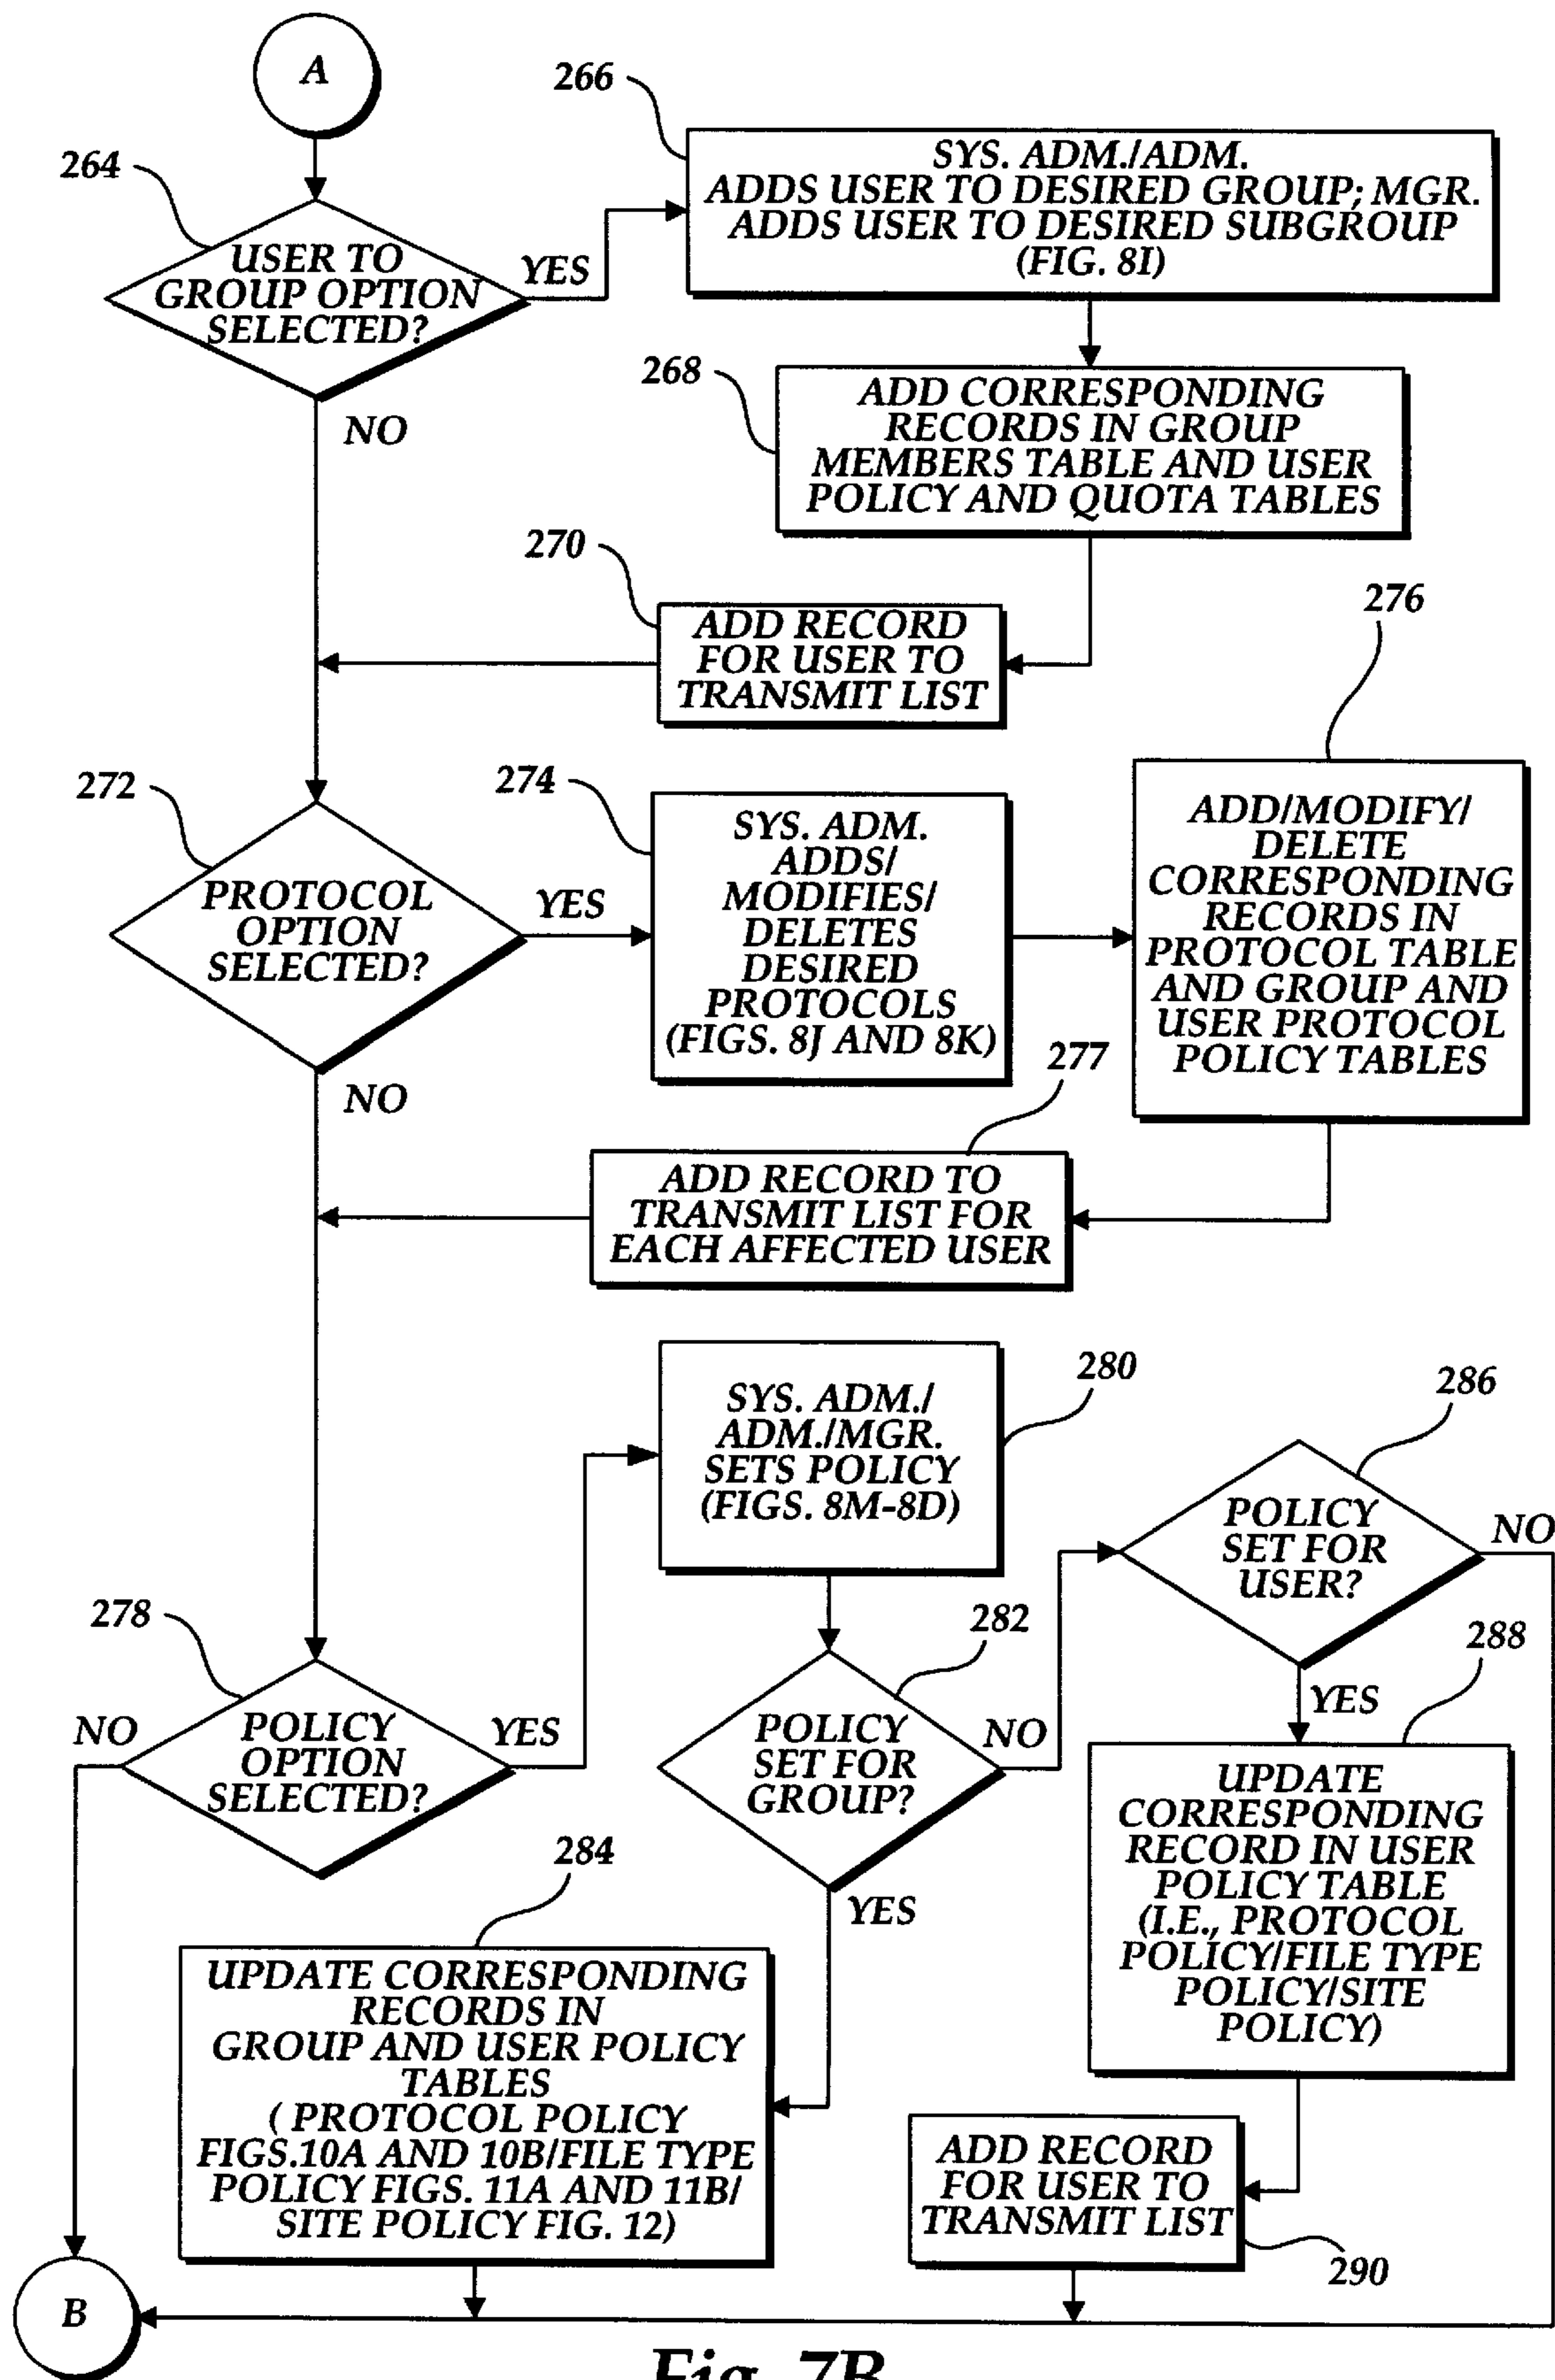 A
264
USER TO
GROUP OPTION
SELECTED?
YES
NO
266
SYS. ADM./ADM.
ADDS USER TO DESIRED GROUP; MGR.
ADDS USER TO DESIRED SUBGROUP
(FIG. 8I)
268
ADD CORRESPONDING
RECORDS IN GROUP
MEMBERS TABLE AND USER
POLICY AND QUOTA TABLES
270
ADD RECORD
FOR USER TO
TRANSMIT LIST
272
PROTOCOL
OPTION
SELECTED?
YES
NO
274
SYS. ADM.
ADDS/
MODIFIES/
DELETES
DESIRED
PROTOCOLS
(FIGS. 8J AND 8K)
276
ADD/MODIFY/
DELETE
CORRESPONDING
RECORDS IN
PROTOCOL TABLE
AND GROUP AND
USER PROTOCOL
POLICY TABLES
277
ADD RECORD TO
TRANSMIT LIST FOR
EACH AFFECTED USER
278
POLICY
OPTION
SELECTED?
NO
YES
280
SYS. ADM./
ADM./MGR.
SETS POLICY
(FIGS. 8M-8D)
282
POLICY
SET FOR
GROUP?
NO
YES
284
UPDATE CORRESPONDING
RECORDS IN
GROUP AND USER POLICY
TABLES
( PROTOCOL POLICY
FIGS.10A AND 10B/FILE TYPE
POLICY FIGS. 11A AND 11B/
SITE POLICY FIG. 12)
286
POLICY
SET FOR
USER?
NO
YES
288
UPDATE
CORRESPONDING
RECORD IN USER
POLICY TABLE
(I.E., PROTOCOL
POLICY/FILE TYPE
POLICY/SITE
POLICY)
ADD RECORD
FOR USER TO
TRANSMIT LIST
290
B
Fig. 7B